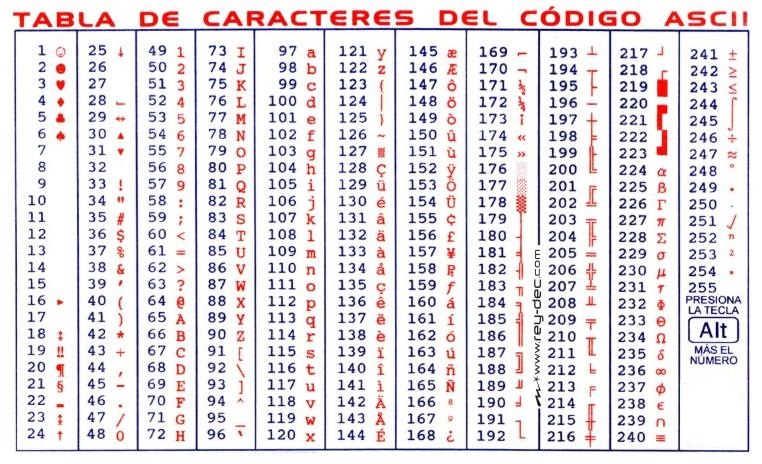 TABLA DE CARACTERES DEL CÓDIGO ASCII
1 ☺ 25 ↓ 49 1 73 I 97 a 121 y 145 æ 169 ⌐ 193 ┴ 217 ┘ 241 ±
2 ☻ 26 50 2 74 J 98 b 122 z 146 Æ 170 ¬ 194 ┬ 218 ┌ 242 ≥
3 ♥ 51 3 75 K 99 c 123 { 147 ô 171 ½ 195 ├ 219 █ 243 ≤
4 ♦ 28 ∟ 52 4 76 L 100 d 124 | 148 ö 172 ¼ 196 ─ 220 ▄ 244 ⌠
5 ♣ 29 ↔ 53 5 77 M 101 e 125 } 149 ò 173 ¡ 197 ┼ 221 ▌ 245 ⌡
6 ♠ 30 ▲ 54 6 78 N 102 f 126 ~ 150 û 174 « 198 ╞ 222 ▐ 246 ÷
7 31 ▼ 55 7 79 O 103 g 127 ▒ 151 ù 175 » 199 ╟ 223 ▀ 247 ≈
8 32 56 8 80 P 104 h 128 Ç 152 ÿ 176 ░ 200 ╚ 224 α 248 °
9 33 ! 57 9 81 Q 105 i 129 ü 153 Ö 177 ▒ 201 ╔ 225 ß 249 •
10 34 " 58 : 82 R 106 j 130 é 154 Ü 178 ▓ 202 ╩ 226 Γ 250 ·
11 35 # 59 ; 83 S 107 k 131 â 155 ¢ 179 │ 203 ╦ 227 π 251 √
12 36 $ 60 < 84 T 108 l 132 ä 156 £ 180 ┤ 204 ╠ 228 Σ 252 ⁿ
13 37 % 61 = 85 U 109 m 133 à 157 ¥ 181 ╡ 205 ═ 229 σ 253 ²
14 38 & 62 > 86 V 110 n 134 å 158 ₧ 182 ╢ 206 ╬ 230 µ 254 ▪
15 39 ' 63 ? 87 W 111 o 135 ç 159 ƒ 183 ╖ 207 ╧ 231 τ 255
16 ► 40 ( 64 @ 88 X 112 p 136 ê 160 á 184 ╕ 208 ╨ 232 Φ
17 41 ) 65 A 89 Y 113 q 137 ë 161 í 185 ╣ 209 ╤ 233 Θ
18 ↕ 42 * 66 B 90 Z 114 r 138 è 162 ó 186 ║ 210 ╥ 234 Ω
19 ‼ 43 + 67 C 91 [ 115 s 139 ï 163 ú 187 ╗ 211 ╙ 235 δ
20 ¶ 44 , 68 D 92 \ 116 t 140 î 164 ñ 188 ╝ 212 ╘ 236 ∞
21 § 45 - 69 E 93 ] 117 u 141 ì 165 Ñ 189 ╜ 213 ╒ 237 φ
22 ▬ 46 . 70 F 94 ^ 118 v 142 Ä 166 ª 190 ╛ 214 ╓ 238 ε
23 ↨ 47 / 71 G 95 _ 119 w 143 Å 167 º 191 ┐ 215 ╫ 239 ∩
24 ↑ 48 0 72 H 96 ` 120 x 144 É 168 ¿ 192 └ 216 ╪ 240 ≡
PRESIONA
LA TECLA
Alt
MÁS EL
NÚMERO
www.rey-dec.com